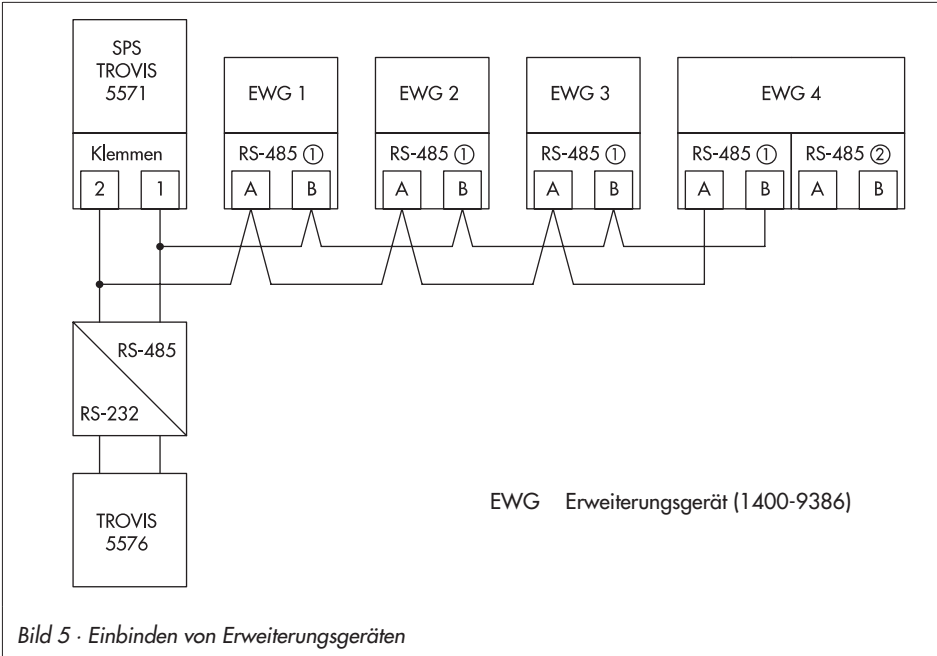 SPS
TROVIS
5571
Klemmen
2 1
EWG 1
RS-485 ①
A B
EWG 2
RS-485 ①
A B
EWG 3
RS-485 ①
A B
EWG 4
RS-485 ①
A B
RS-485 ②
A B
RS-485
RS-232
TROVIS
5576
EWG Erweiterungsgerät (1400-9386)
Bild 5 · Einbinden von Erweiterungsgeräten